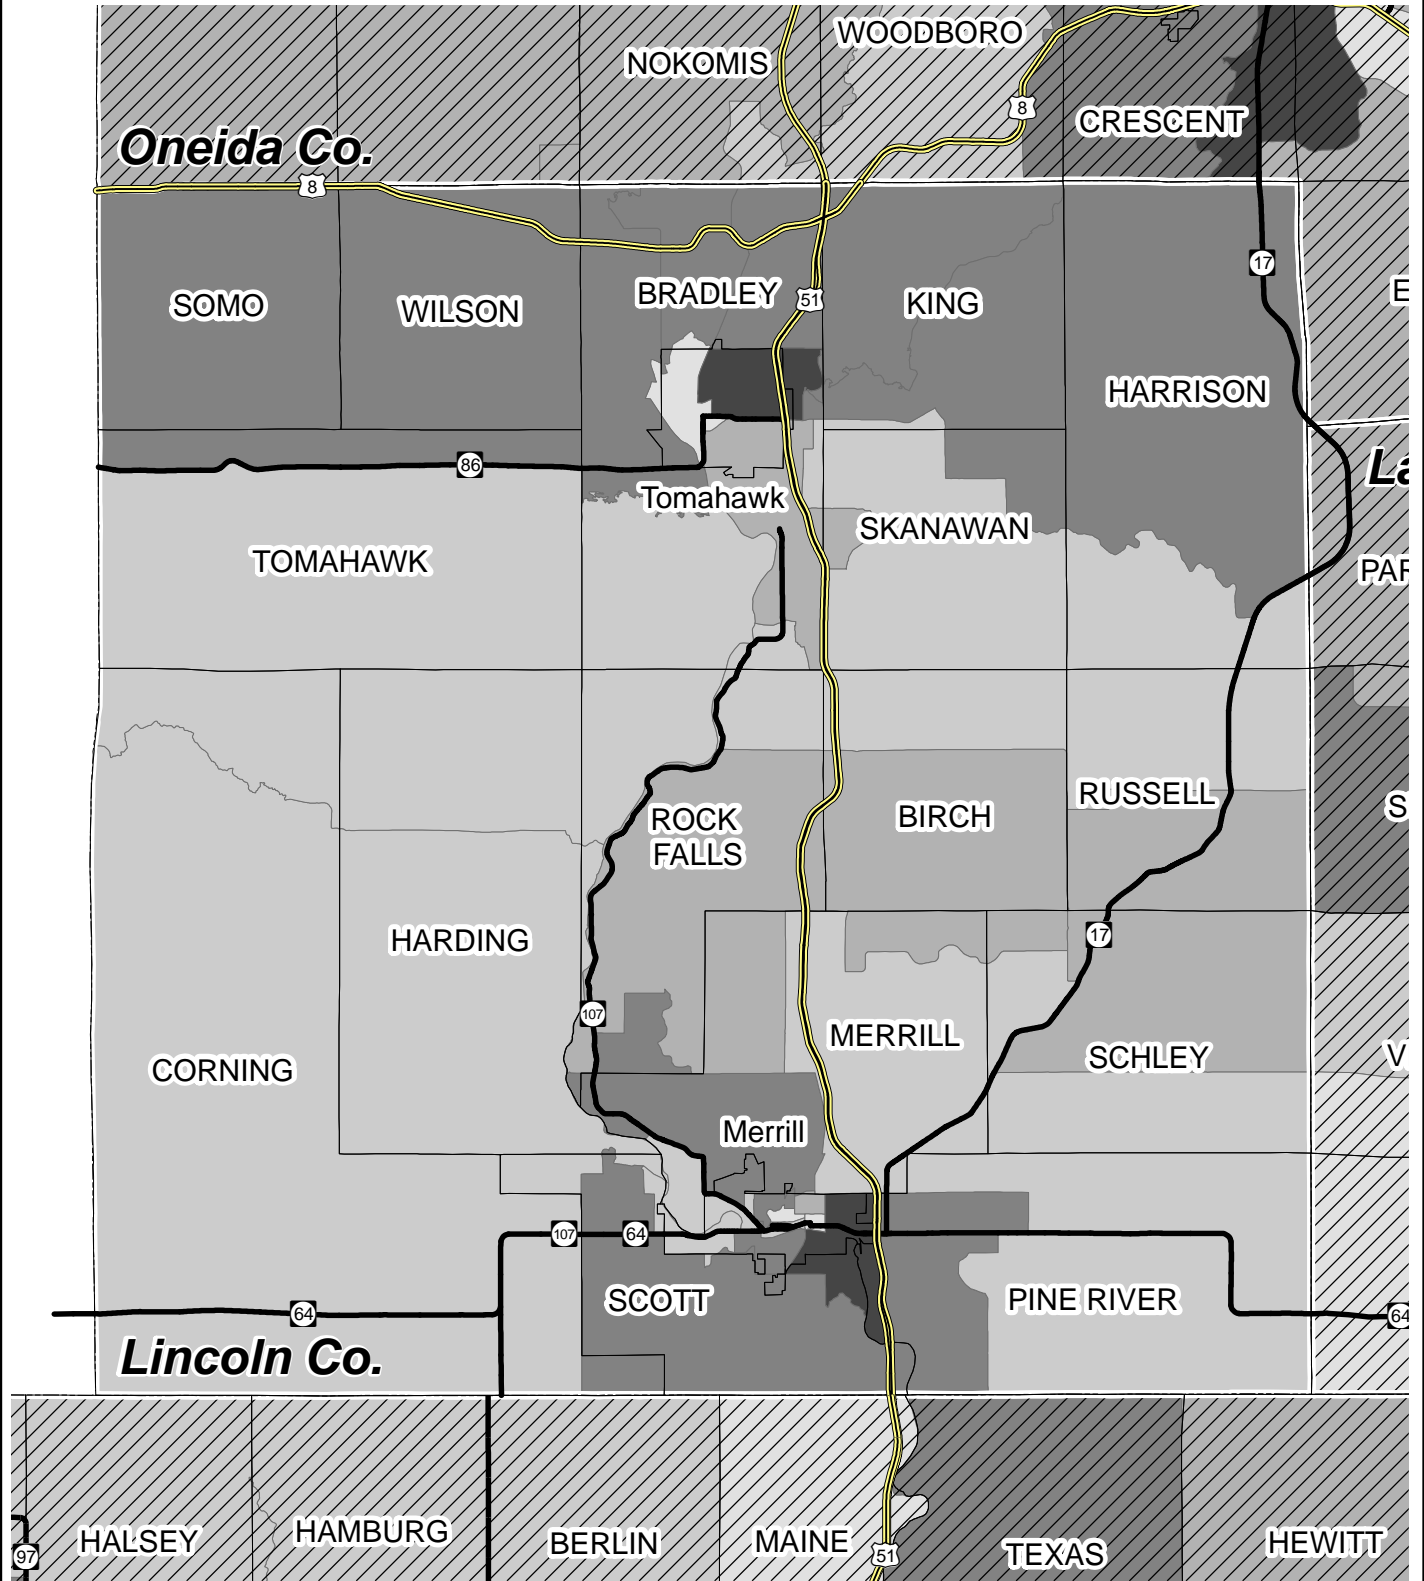 WOODBORO
NOKOMIS
8
CRESCENT
Oneida Co.
8
17
SOMO
WILSON
BRADLEY
51
KING
E
HARRISON
86
La
Tomahawk
SKANAWAN
TOMAHAWK
PAR
ROCK
FALLS
BIRCH
RUSSELL
S
HARDING
17
107
MERRILL
CORNING
SCHLEY
V
Merrill
107
64
SCOTT
PINE RIVER
64
64
Lincoln Co.
HALSEY
HAMBURG
BERLIN
MAINE
TEXAS
HEWITT
97
51